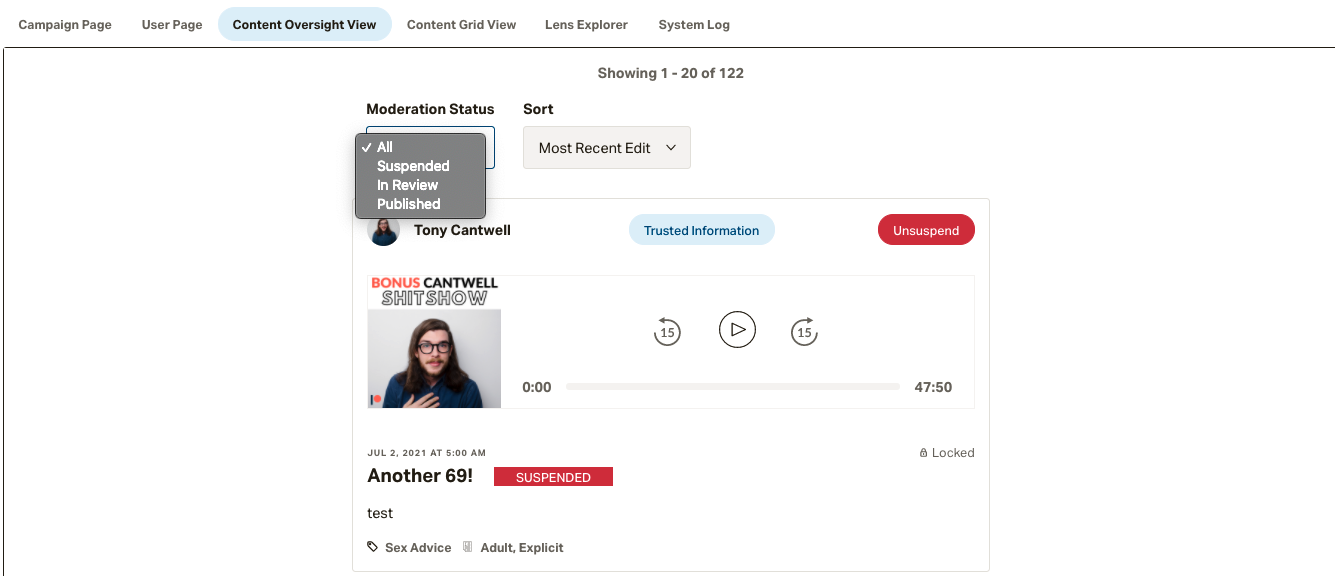 Campaign Page User Page Content Oversight View Content Grid View Lens Explorer System Log
Showing 1 - 20 of 122
Moderation Status Sort
✓ All
Suspended
In Review
Published
Most Recent Edit
Tony Cantwell Trusted Information Unsuspend
BONUS CANTWELL
SHITSHOW
15 15
0:00 47:50
JUL 2, 2021 AT 5:00 AM Locked
Another 69! SUSPENDED
test
Sex Advice Adult, Explicit